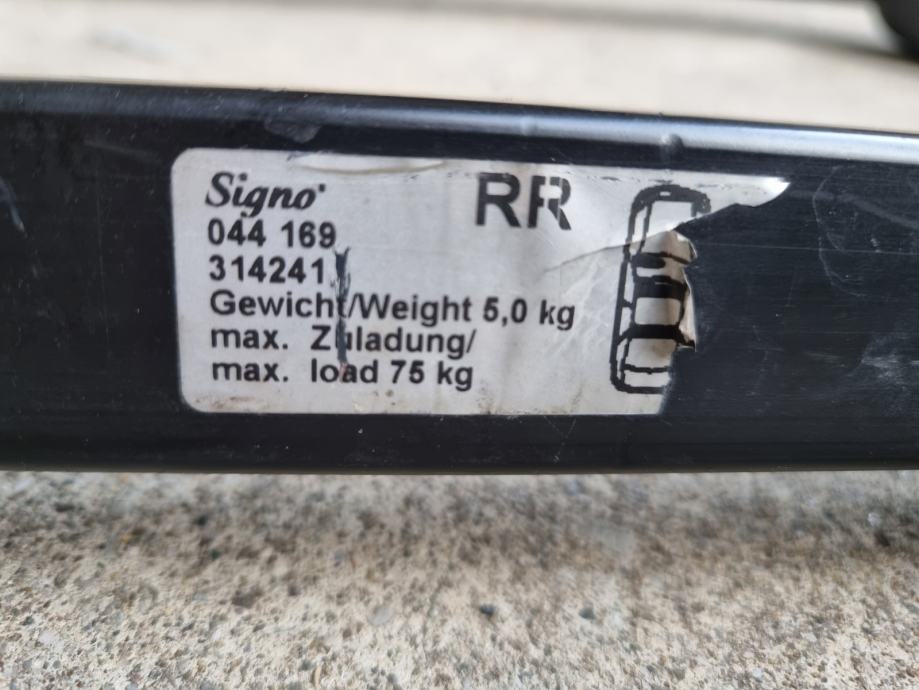 Signo
RR
044 169
314241
Gewicht/Weight 5,0 kg
max. Zuladung/
max. load 75 kg